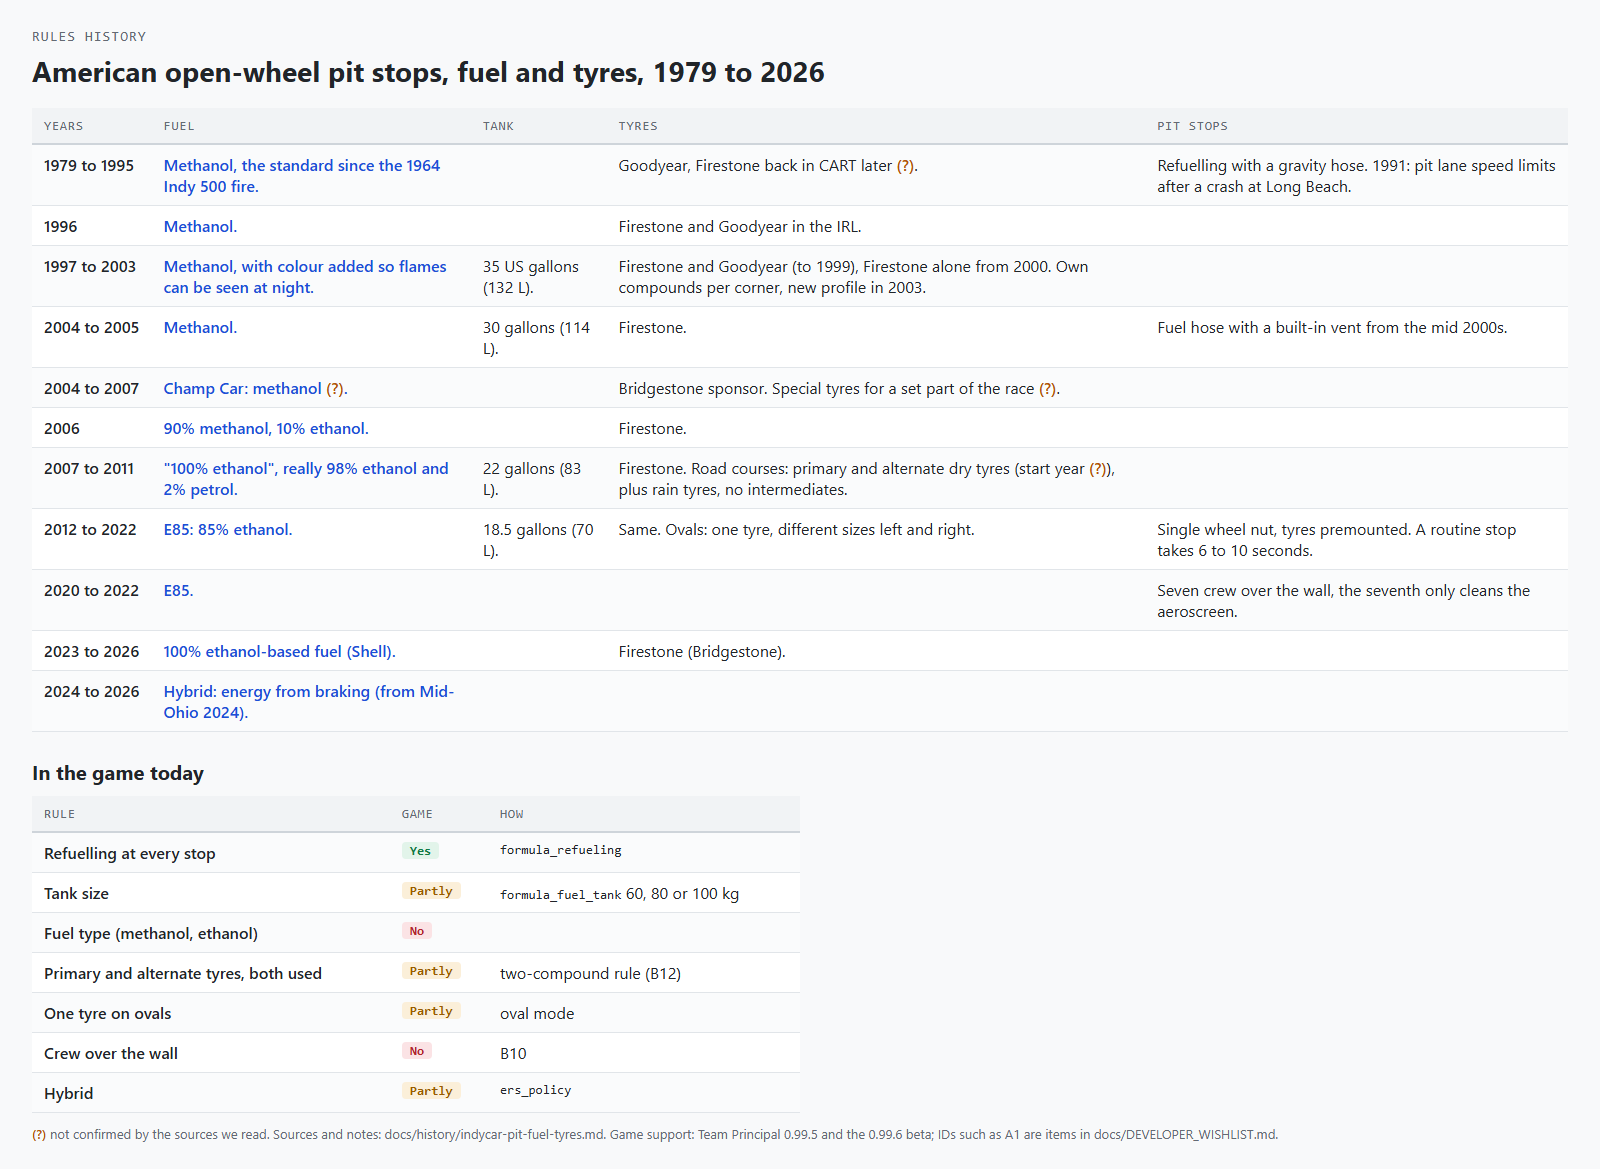 RULES HISTORY
American open-wheel pit stops, fuel and tyres, 1979 to 2026
YEARS FUEL TANK TYRES PIT STOPS
1979 to 1995 Methanol, the standard since the 1964 Goodyear, Firestone back in CART later (?). Refuelling with a gravity hose. 1991: pit lane speed limits
Indy 500 fire. after a crash at Long Beach.
1996 Methanol. Firestone and Goodyear in the IRL.
1997 to 2003 Methanol, with colour added so flames 35 US gallons Firestone and Goodyear (to 1999), Firestone alone from 2000. Own
can be seen at night. (132 L). compounds per corner, new profile in 2003.
2004 to 2005 Methanol. 30 gallons (114 Firestone. Fuel hose with a built-in vent from the mid 2000s.
L).
2004 to 2007 Champ Car: methanol (?). Bridgestone sponsor. Special tyres for a set part of the race (?).
2006 90% methanol, 10% ethanol. Firestone.
2007 to 2011 "100% ethanol", really 98% ethanol and 22 gallons (83 Firestone. Road courses: primary and alternate dry tyres (start year (?)),
2% petrol. L). plus rain tyres, no intermediates.
2012 to 2022 E85: 85% ethanol. 18.5 gallons (70 Same. Ovals: one tyre, different sizes left and right. Single wheel nut, tyres premounted. A routine stop
L). takes 6 to 10 seconds.
2020 to 2022 E85. Seven crew over the wall, the seventh only cleans the
aeroscreen.
2023 to 2026 100% ethanol-based fuel (Shell). Firestone (Bridgestone).
2024 to 2026 Hybrid: energy from braking (from Mid-
Ohio 2024).
In the game today
RULE GAME HOW
Refuelling at every stop Yes formula_refueling
Tank size Partly formula_fuel_tank 60, 80 or 100 kg
Fuel type (methanol, ethanol) No
Primary and alternate tyres, both used Partly two-compound rule (B12)
One tyre on ovals Partly oval mode
Crew over the wall No B10
Hybrid Partly ers_policy
(?) not confirmed by the sources we read. Sources and notes: docs/history/indycar-pit-fuel-tyres.md. Game support: Team Principal 0.99.5 and the 0.99.6 beta; IDs such as A1 are items in docs/DEVELOPER_WISHLIST.md.